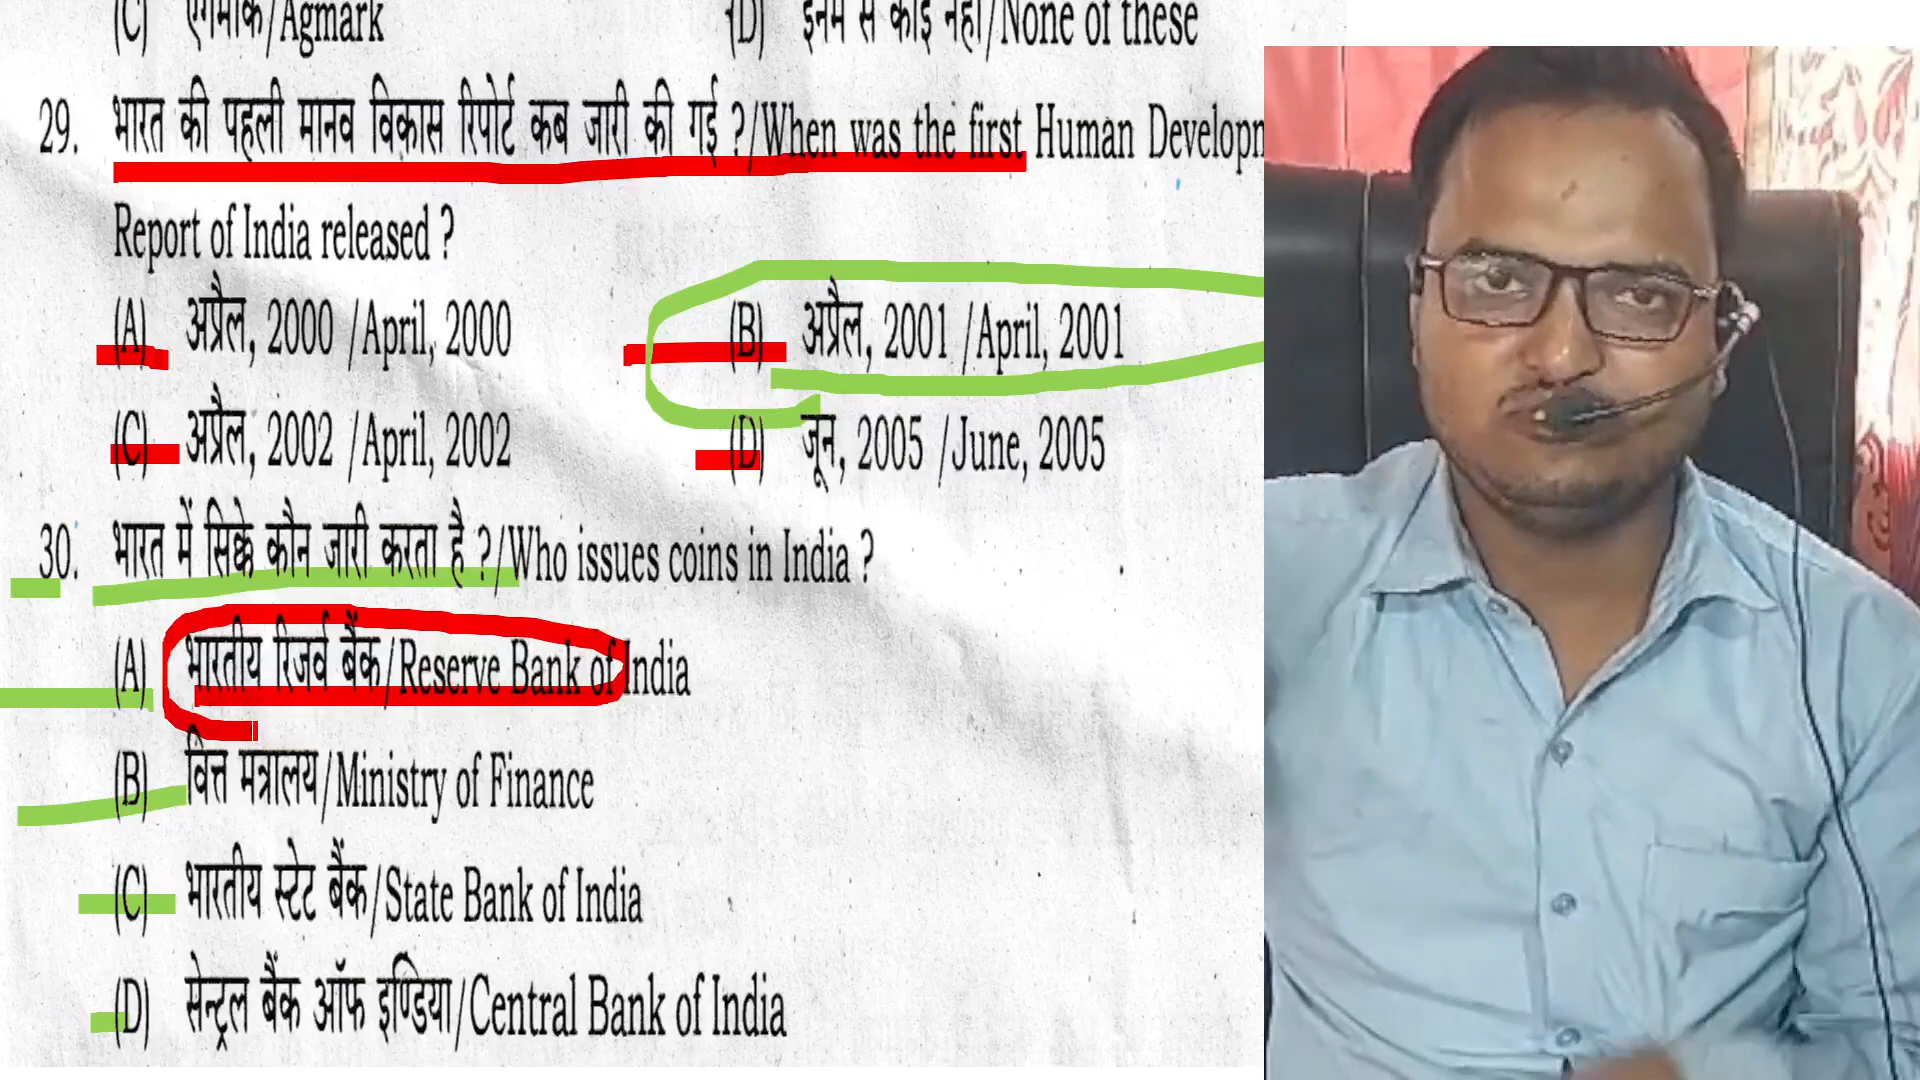 (C) एगमार्क/Agmark (D) इनमें से कोई नहीं/None of these
29. भारत की पहली मानव विकास रिपोर्ट कब जारी की गई ?/When was the first Human
Report of India released ?
(A) अप्रैल, 2000 /April, 2000 (B) अप्रैल, 2001 /April, 2001
(C) अप्रैल, 2002 /April, 2002 (D) जून, 2005 /June, 2005
30. भारत में सिक्के कौन जारी करता है ?/Who issues coins in India ?
(A) भारतीय रिजर्व बैंक/Reserve Bank of India
(B) वित्त मंत्रालय/Ministry of Finance
(C) भारतीय स्टेट बैंक/State Bank of India
(D) सेन्ट्रल बैंक ऑफ इण्डिया/Central Bank of India